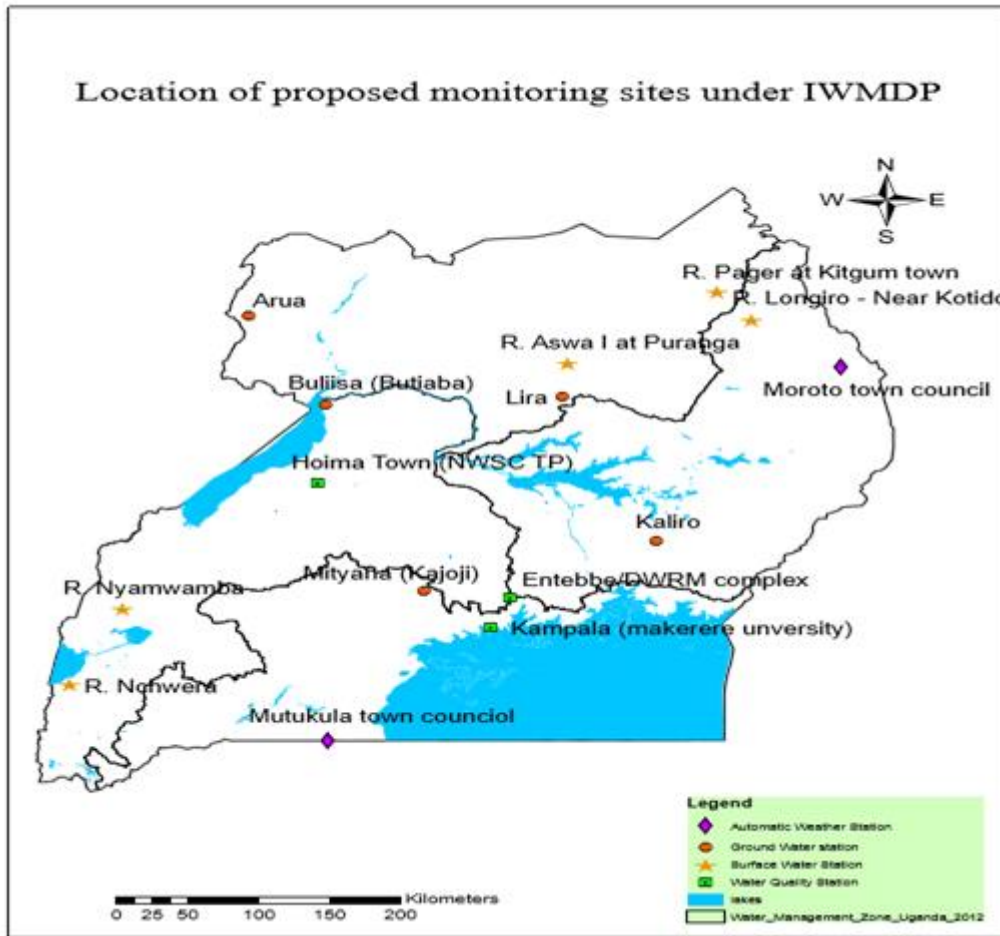 Location of proposed monitoring sites under IWMDP
N
W E
S
R. Pager at Kitgum town
R. Longiro - Near Kotido
Arua
R. Aswa I at Puranga
Moroto town council
Buliisa (Butiaba)
Lira
Hoima Town (NWSC TP)
Kaliro
Mityana (Kajoji)
Entebbe/DWRM complex
R. Nyamwamba
Kampala (makerere unversity)
R. Nchwera
Mutukula town counciol
Legend
Automatic Weather Station
Ground Water station
Surface Water Station
Water Quality Station
lakes
Water_Management_Zone_Uganda_2012
Kilometers
0 25 50 100 150 200